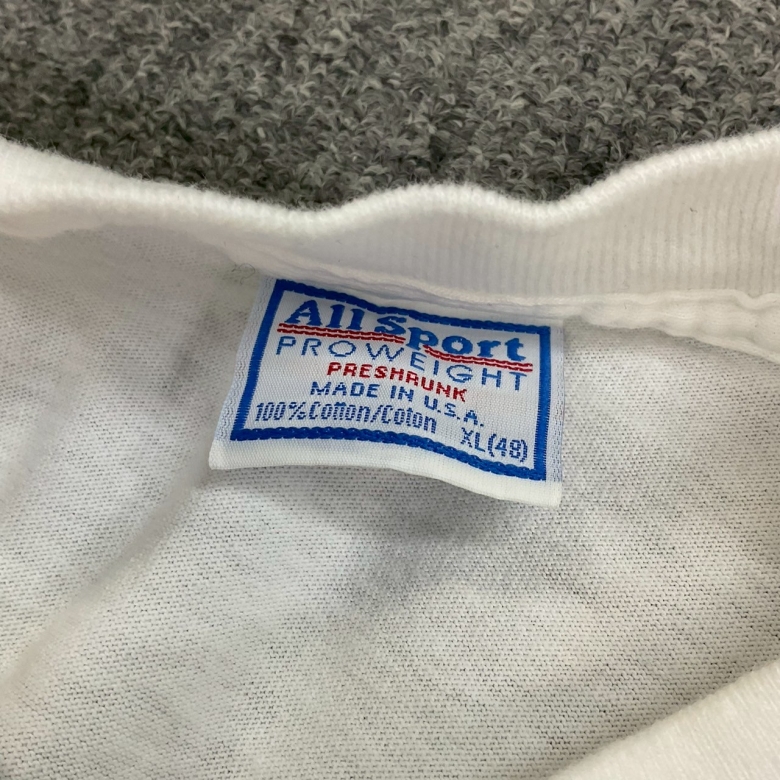 All Sport
PROWEIGHT
PRESHRUNK
MADE IN U.S.A.
100% Cotton/Coton XL(48)